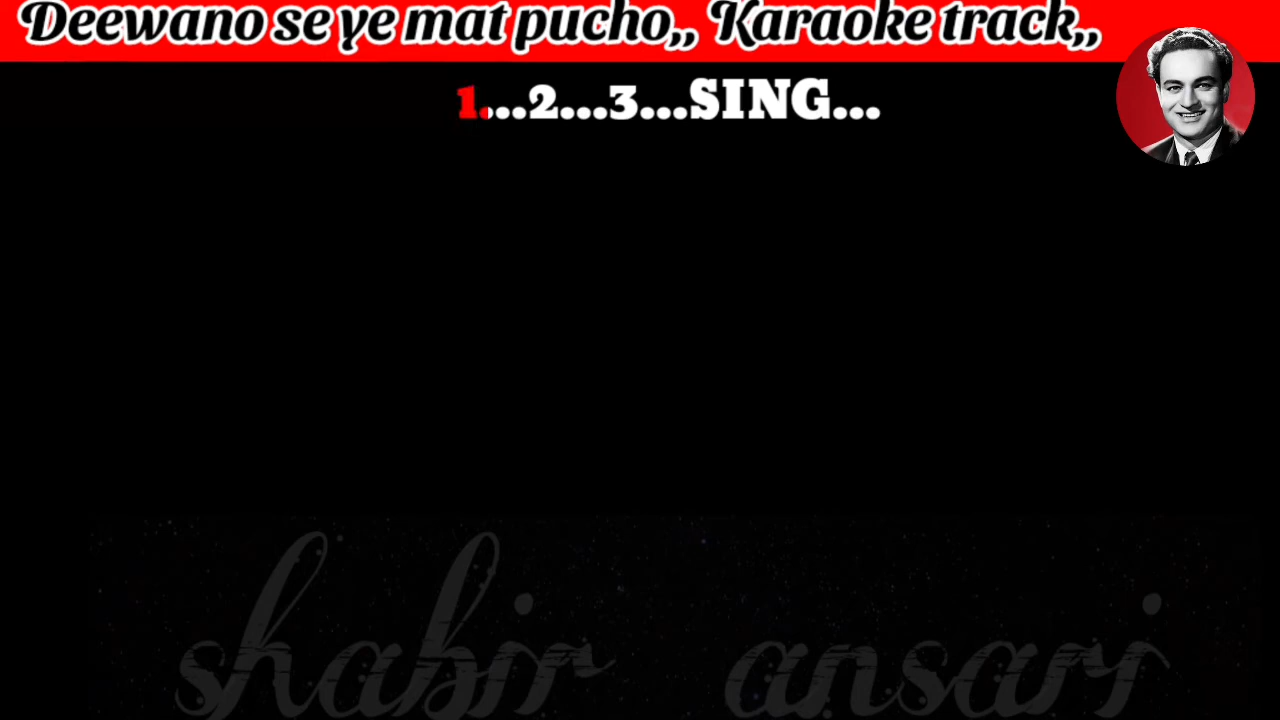 Deewano se ye mat pucho,, Karaoke track,,
1....2...3...SING...
shabir ansari